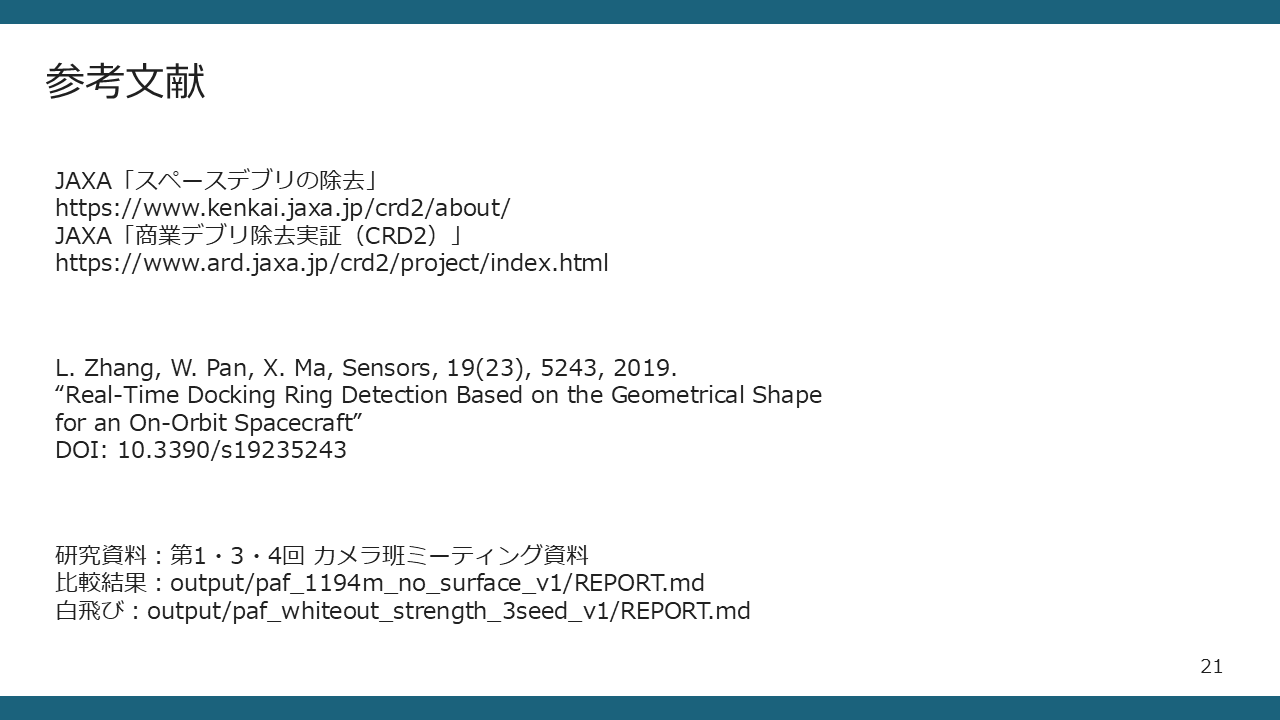 参考文献
JAXA「スペースデブリの除去」
https://www.kenkai.jaxa.jp/crd2/about/
JAXA「商業デブリ除去実証（CRD2）」
https://www.ard.jaxa.jp/crd2/project/index.html
L. Zhang, W. Pan, X. Ma, Sensors, 19(23), 5243, 2019.
“Real-Time Docking Ring Detection Based on the Geometrical Shape
for an On-Orbit Spacecraft”
DOI: 10.3390/s19235243
研究資料：第1・3・4回 カメラ班ミーティング資料
比較結果：output/paf_1194m_no_surface_v1/REPORT.md
白飛び：output/paf_whiteout_strength_3seed_v1/REPORT.md
21